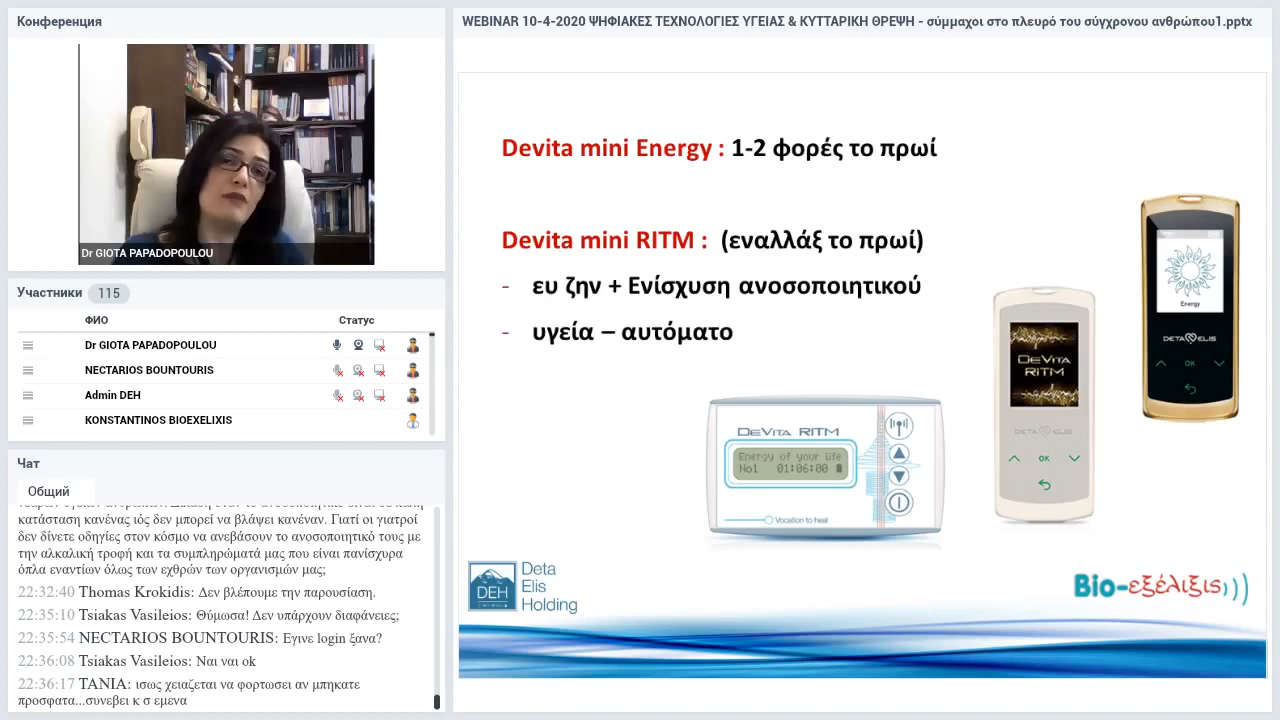 Конференция
Dr GIOTA PAPADOPOULOU
Участники 115
ФИО Статус
Dr GIOTA PAPADOPOULOU
NECTARIOS BOUNTOURIS
Admin DEH
KONSTANTINOS BIOEXELIXIS
Чат
Общий
κατάσταση κανένας ιός δεν μπορεί να βλάψει κανέναν. Γιατί οι γιατροί
δεν δίνετε οδηγίες στον κόσμο να ανεβάσουν το ανοσοποιητικό τους με
την αλκαλική τροφή και τα συμπληρώματά μας που είναι πανίσχυρα
όπλα εναντίων όλως των εχθρών των οργανισμών μας;
22:32:40 Thomas Krokidis: Δεν βλέπουμε την παρουσίαση.
22:35:10 Tsiakas Vasileios: Θύμωσα! Δεν υπάρχουν διαφάνειες;
22:35:54 NECTARIOS BOUNTOURIS: Εγινε login ξανα?
22:36:08 Tsiakas Vasileios: Ναι ναι ok
22:36:17 TANIA: ισως χειαζεται να φορτωσει αν μπηκατε
προσφατα...συνεβει κ σ εμενα
WEBINAR 10-4-2020 ΨΗΦΙΑΚΕΣ ΤΕΧΝΟΛΟΓΙΕΣ ΥΓΕΙΑΣ & ΚΥΤΤΑΡΙΚΗ ΘΡΕΨΗ - σύμμαχοι στο πλευρό του σύγχρονου ανθρώπου1.pptx
Devita mini Energy : 1-2 φορές το πρωί
Devita mini RITM : (εναλλάξ το πρωί)
- ευ ζην + Ενίσχυση ανοσοποιητικού
- υγεία – αυτόματο
Energy
DETA ELIS
OK
DEVITA
RITM
DETA ELIS
OK
DEVITA RITM
Energy of your life
No1 01:06:00
Vocation to heal
DEH
Deta
Elis
Holding
Bio-εξέλιξις